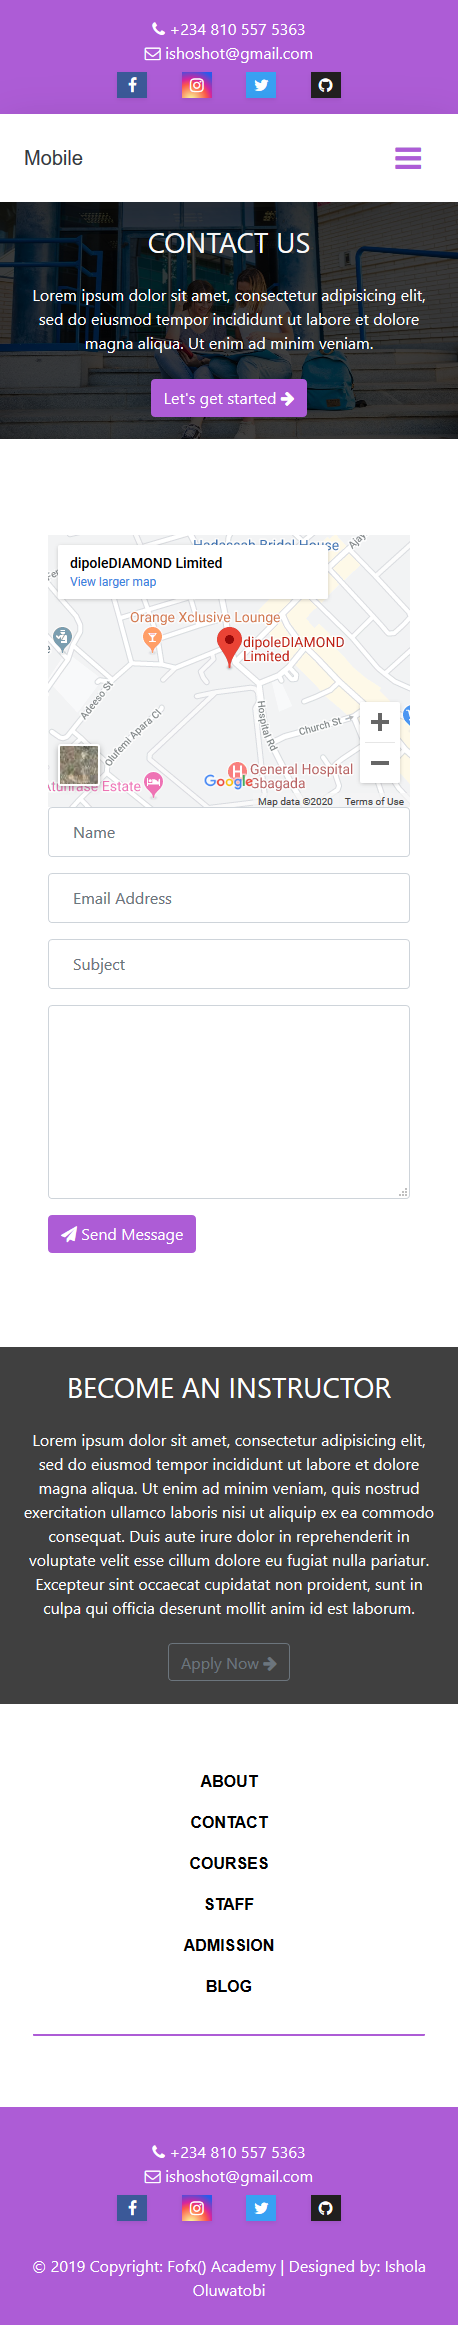 +234 810 557 5363
ishoshot@gmail.com
Mobile
CONTACT US
Lorem ipsum dolor sit amet, consectetur adipisicing elit,
sed do eiusmod tempor incididunt ut labore et dolore
magna aliqua. Ut enim ad minim veniam.
Let's get started
Hadassah Bridal House
dipoleDIAMOND Limited
View larger map
Orange Xclusive Lounge
dipoleDIAMOND
Limited
Adeeso St
Olufemi Apara Cl
Hospital Rd
Church St
General Hospital
Gbagada
Estate
Google
Map data ©2020 Terms of Use
Name
Email Address
Subject
Send Message
BECOME AN INSTRUCTOR
Lorem ipsum dolor sit amet, consectetur adipisicing elit,
sed do eiusmod tempor incididunt ut labore et dolore
magna aliqua. Ut enim ad minim veniam, quis nostrud
exercitation ullamco laboris nisi ut aliquip ex ea commodo
consequat. Duis aute irure dolor in reprehenderit in
voluptate velit esse cillum dolore eu fugiat nulla pariatur.
Excepteur sint occaecat cupidatat non proident, sunt in
culpa qui officia deserunt mollit anim id est laborum.
Apply Now
ABOUT
CONTACT
COURSES
STAFF
ADMISSION
BLOG
+234 810 557 5363
ishoshot@gmail.com
© 2019 Copyright: Fofx() Academy | Designed by: Ishola
Oluwatobi